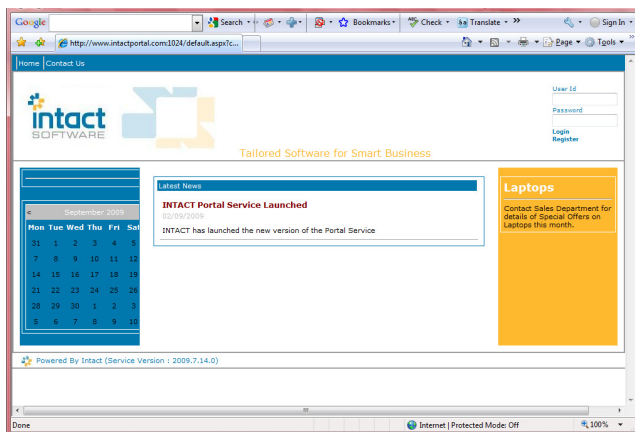 Google Search Bookmarks Check Translate » Sign In
http://www.intactportal.com:1024/default.aspx?c... Page Tools »
Home Contact Us
User Id
intact
SOFTWARE
Password
Login
Register
Tailored Software for Smart Business
Latest News
INTACT Portal Service Launched
02/09/2009
INTACT has launched the new version of the Portal Service
Laptops
Contact Sales Department for
details of Special Offers on
Laptops this month.
< September 2009
Mon Tue Wed Thu Fri Sat
31 1 2 3 4 5
7 8 9 10 11 12
14 15 16 17 18 19
21 22 23 24 25 26
28 29 30 1 2 3
5 6 7 8 9 10
Powered By Intact (Service Version : 2009.7.14.0)
Done Internet | Protected Mode: Off 100%